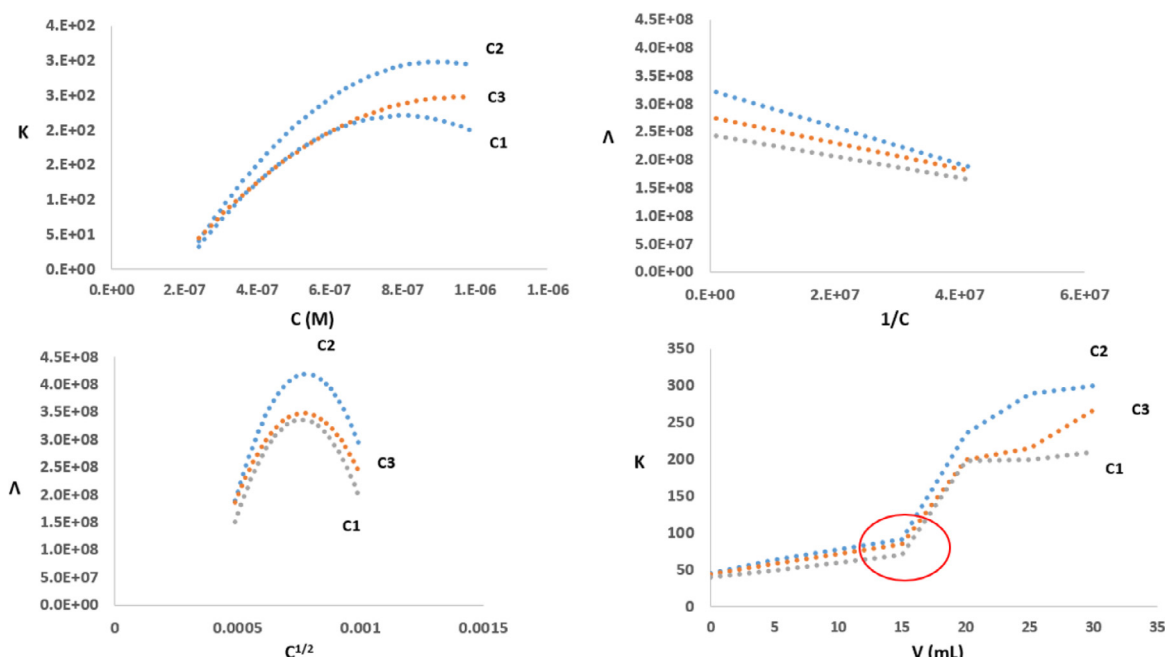 4.E+02
3.E+02
3.E+02
2.E+02
2.E+02
1.E+02
5.E+01
0.E+00
K
C2
C3
C1
0.E+00 2.E-07 4.E-07 6.E-07 8.E-07 1.E-06 1.E-06
C (M)
4.5E+08
4.0E+08
3.5E+08
3.0E+08
2.5E+08
2.0E+08
1.5E+08
1.0E+08
5.0E+07
0.0E+00
Λ
0.E+00 2.E+07 4.E+07 6.E+07
1/C
4.5E+08
4.0E+08
3.5E+08
3.0E+08
2.5E+08
2.0E+08
1.5E+08
1.0E+08
5.0E+07
0.0E+00
Λ
C2
C3
C1
0 0.0005 0.001 0.0015
C1/2
350
300
250
200
150
100
50
0
K
C2
C3
C1
0 5 10 15 20 25 30 35
V (mL)